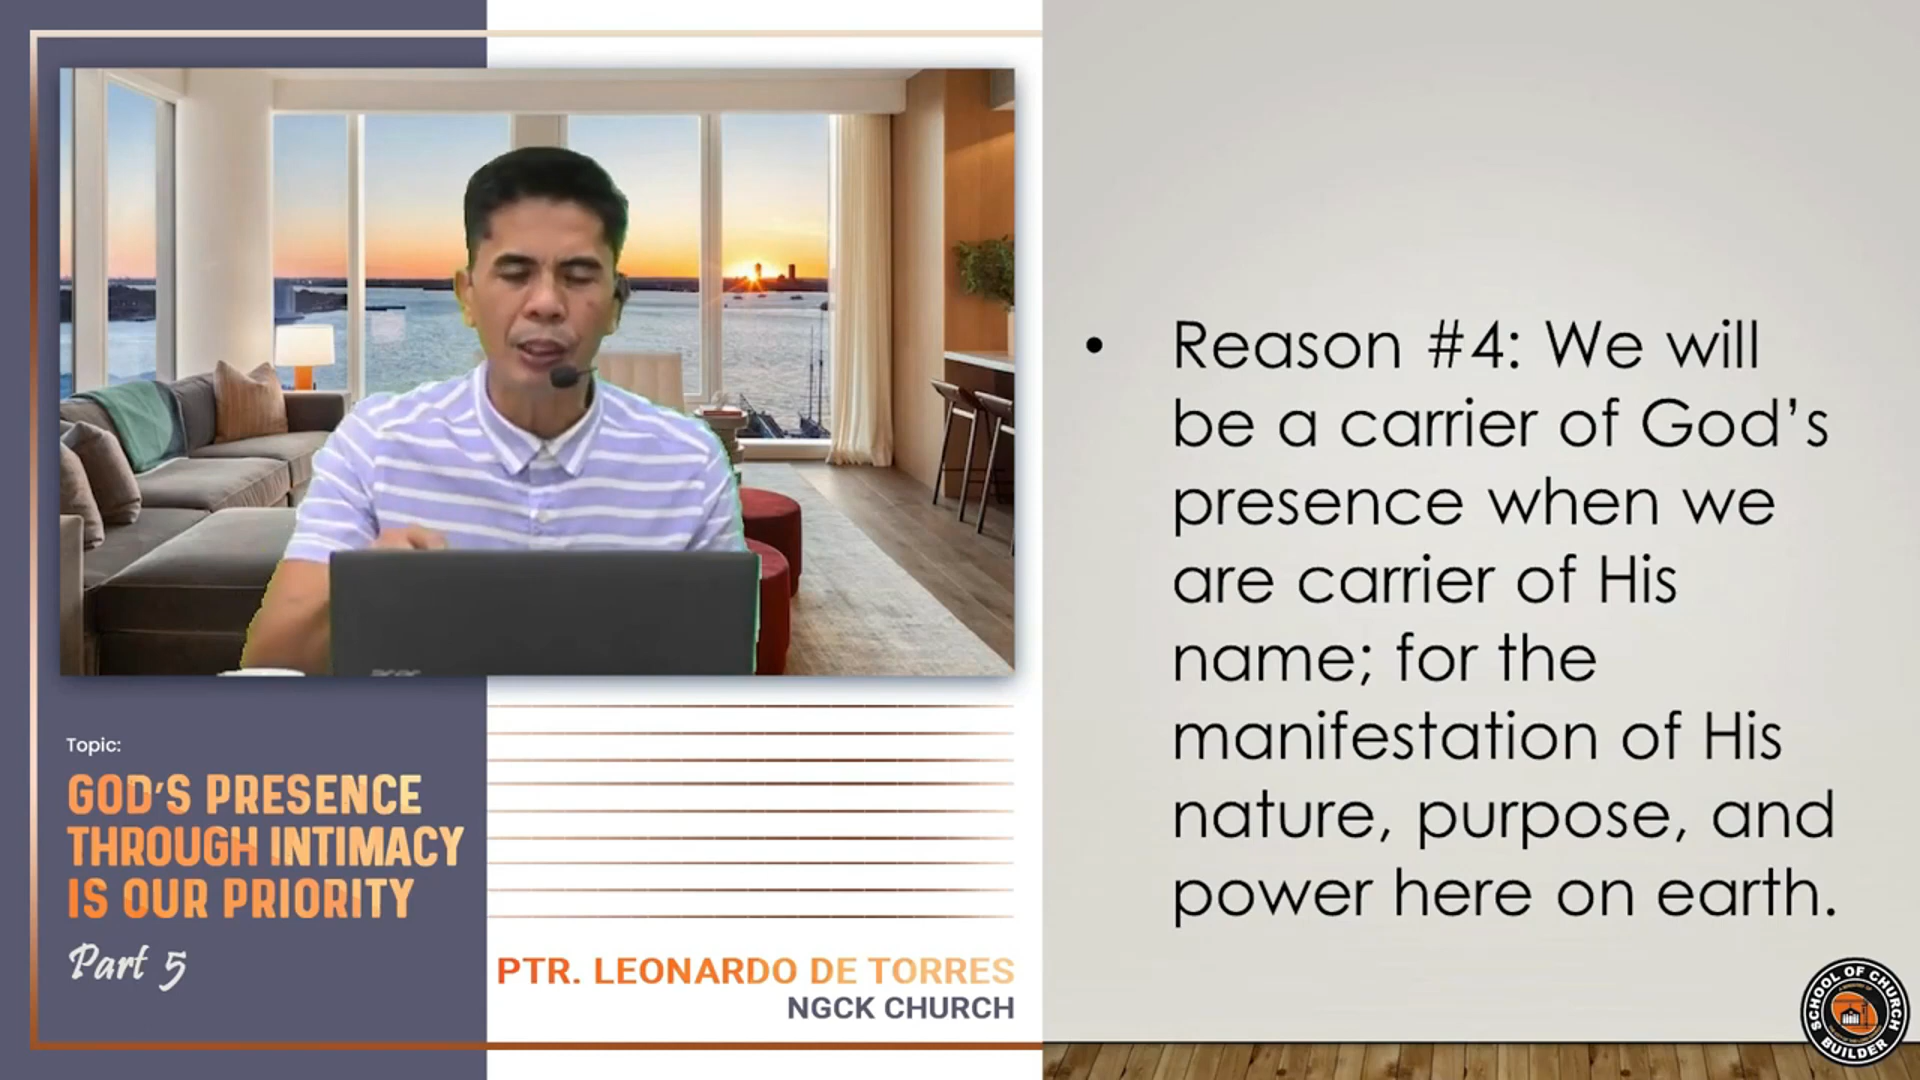 Topic:
GOD'S PRESENCE
THROUGH INTIMACY
IS OUR PRIORITY
Part 5
PTR. LEONARDO DE TORRES
NGCK CHURCH
• Reason #4: We will
be a carrier of God's
presence when we
are carrier of His
name; for the
manifestation of His
nature, purpose, and
power here on earth.
SCHOOL OF CHURCH
BUILDER